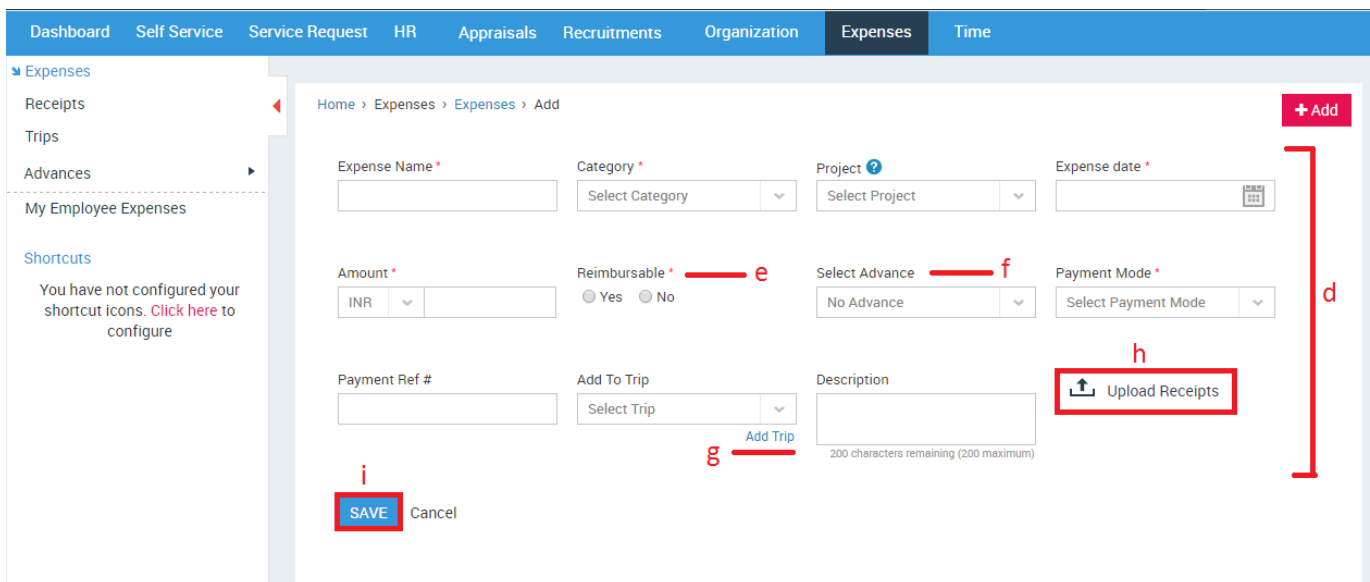 Dashboard Self Service Service Request HR Appraisals Recruitments Organization Expenses Time
Expenses
Receipts
Trips
Advances
My Employee Expenses
Shortcuts
You have not configured your
shortcut icons. Click here to
configure
Home › Expenses › Expenses › Add
+ Add
Expense Name * Category * Project ? Expense date *
Select Category Select Project
Amount * Reimbursable * e Select Advance f Payment Mode *
INR Yes No No Advance Select Payment Mode
d
h
Payment Ref # Add To Trip Description Upload Receipts
Select Trip
Add Trip
g
200 characters remaining (200 maximum)
i
SAVE Cancel